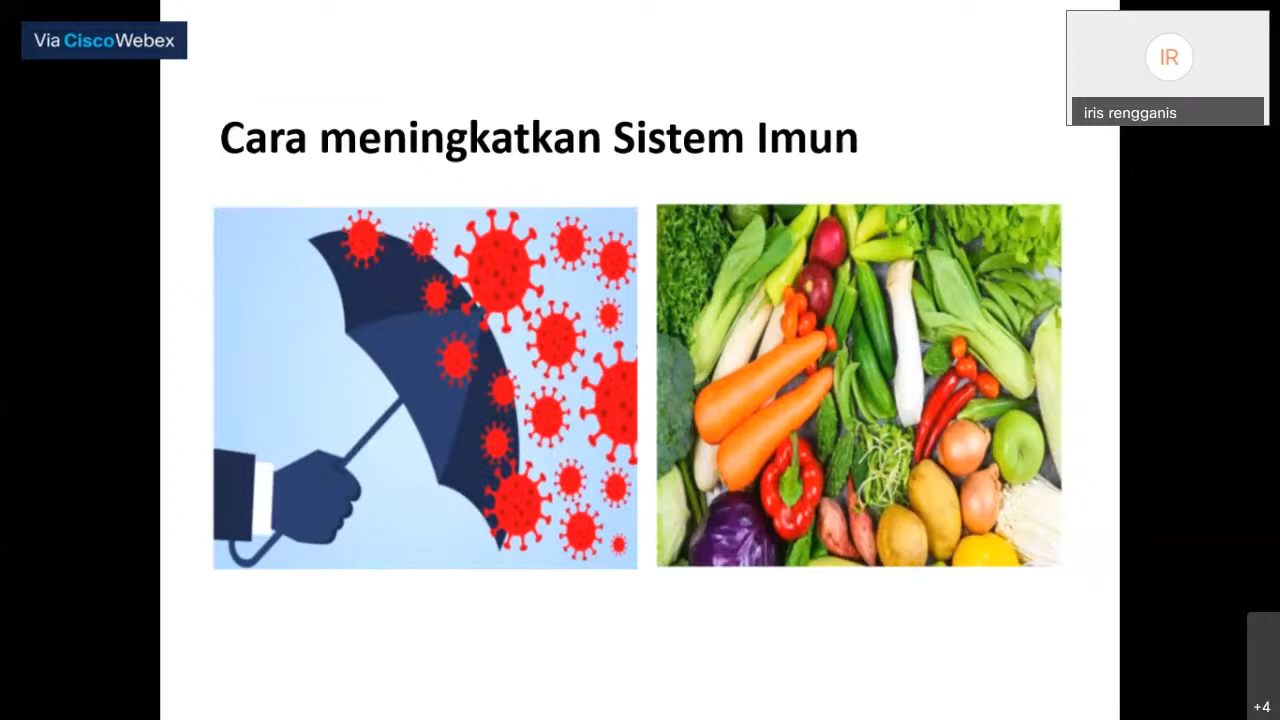 Via CiscoWebex
IR
iris rengganis
Cara meningkatkan Sistem Imun
+4